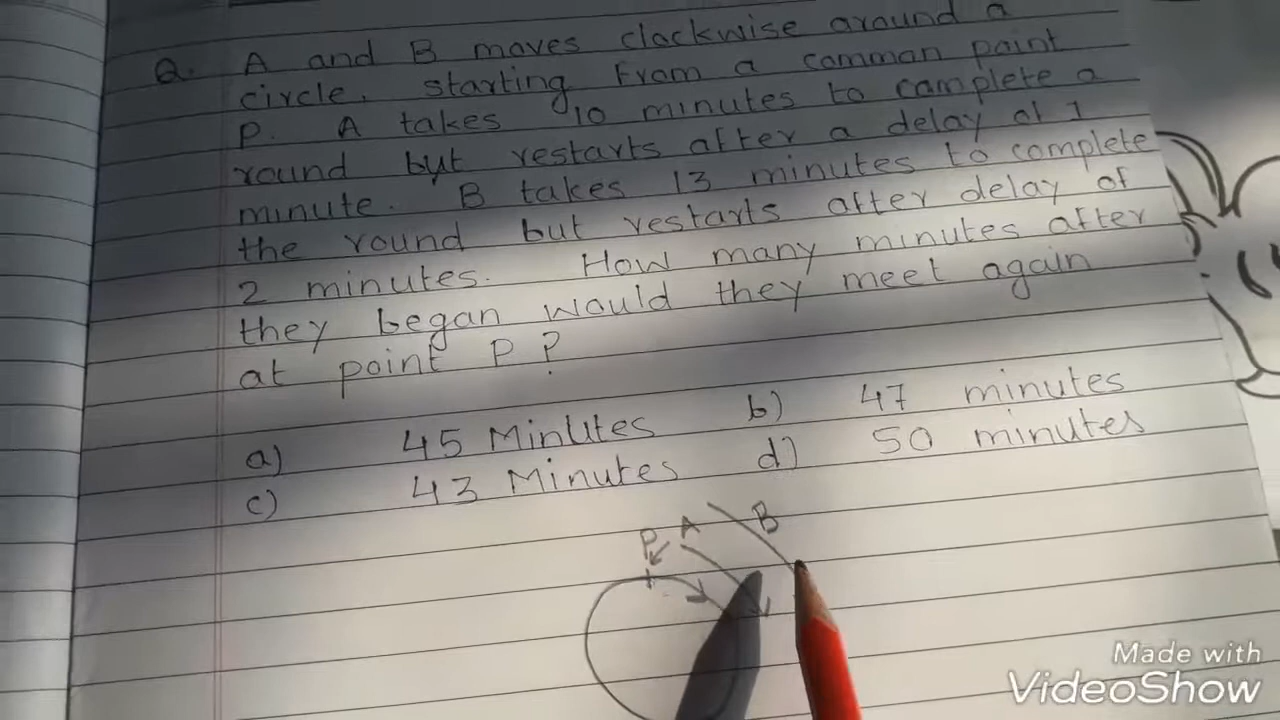 Q. A and B moves clockwise around a
circle, starting From a comman point
P. A takes 10 minutes to complete a
round but restarts after a delay of 1
minute. B takes 13 minutes to complete
the round but restarts after delay of
2 minutes. How many minutes after
they began would they meet again
at point P?
a) 45 Minutes b) 47 minutes
c) 43 Minutes d) 50 minutes
P A B
Made with
VideoShow